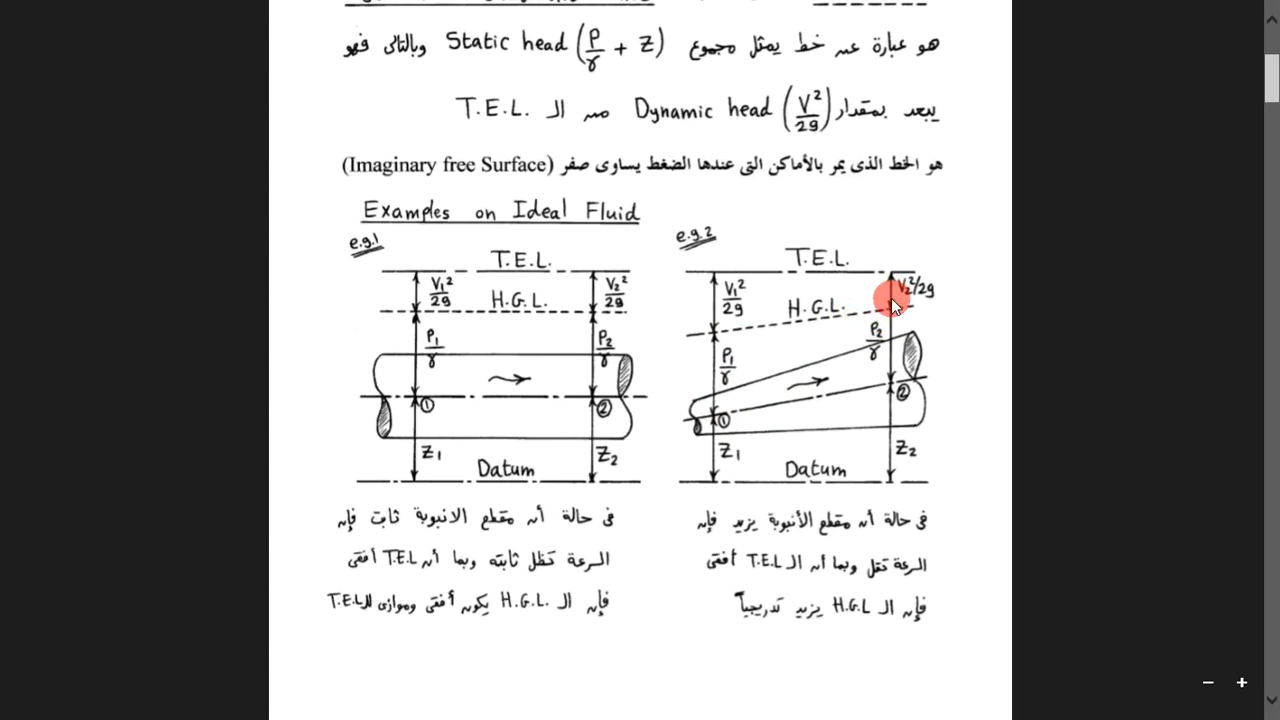 هو عبارة عن خط يمثل مجموع Static head (P/γ + Z) وبالتالى فهو
يبعد بمقدار Dynamic head (V²/2g) من الـ T.E.L.
هو الخط الذى يمر بالأماكن التى عندها الضغط يساوى صفر (Imaginary free Surface)
Examples on Ideal Fluid
e.g.1
T.E.L.
V₁²/2g
H.G.L.
V₂²/2g
P₁/γ
P₂/γ
①
②
Z₁
Datum
Z₂
فى حالة أن مقطع الانبوبة ثابت فإن
السرعة تظل ثابته وبما أن T.E.L أفقى
فإن الـ H.G.L. يكون أفقى وموازى للـ T.E.L
e.g.2
T.E.L.
V₁²/2g
H.G.L.
V₂²/2g
P₁/γ
P₂/γ
①
②
Z₁
Datum
Z₂
فى حالة أن مقطع الأنبوبة يزيد فإن
السرعة تقل وبما أن الـ T.E.L أفقى
فإن الـ H.G.L يزيد تدريجياً